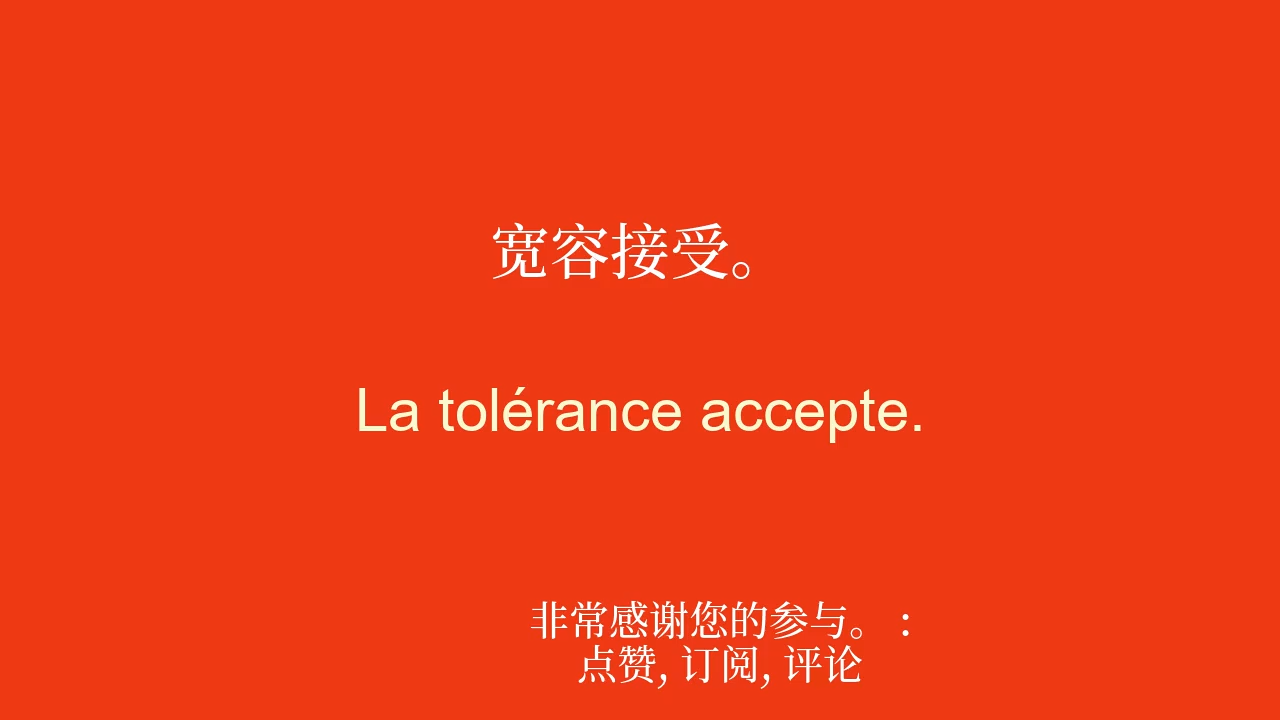 宽容接受。
La tolérance accepte.
非常感谢您的参与。 :
点赞, 订阅, 评论